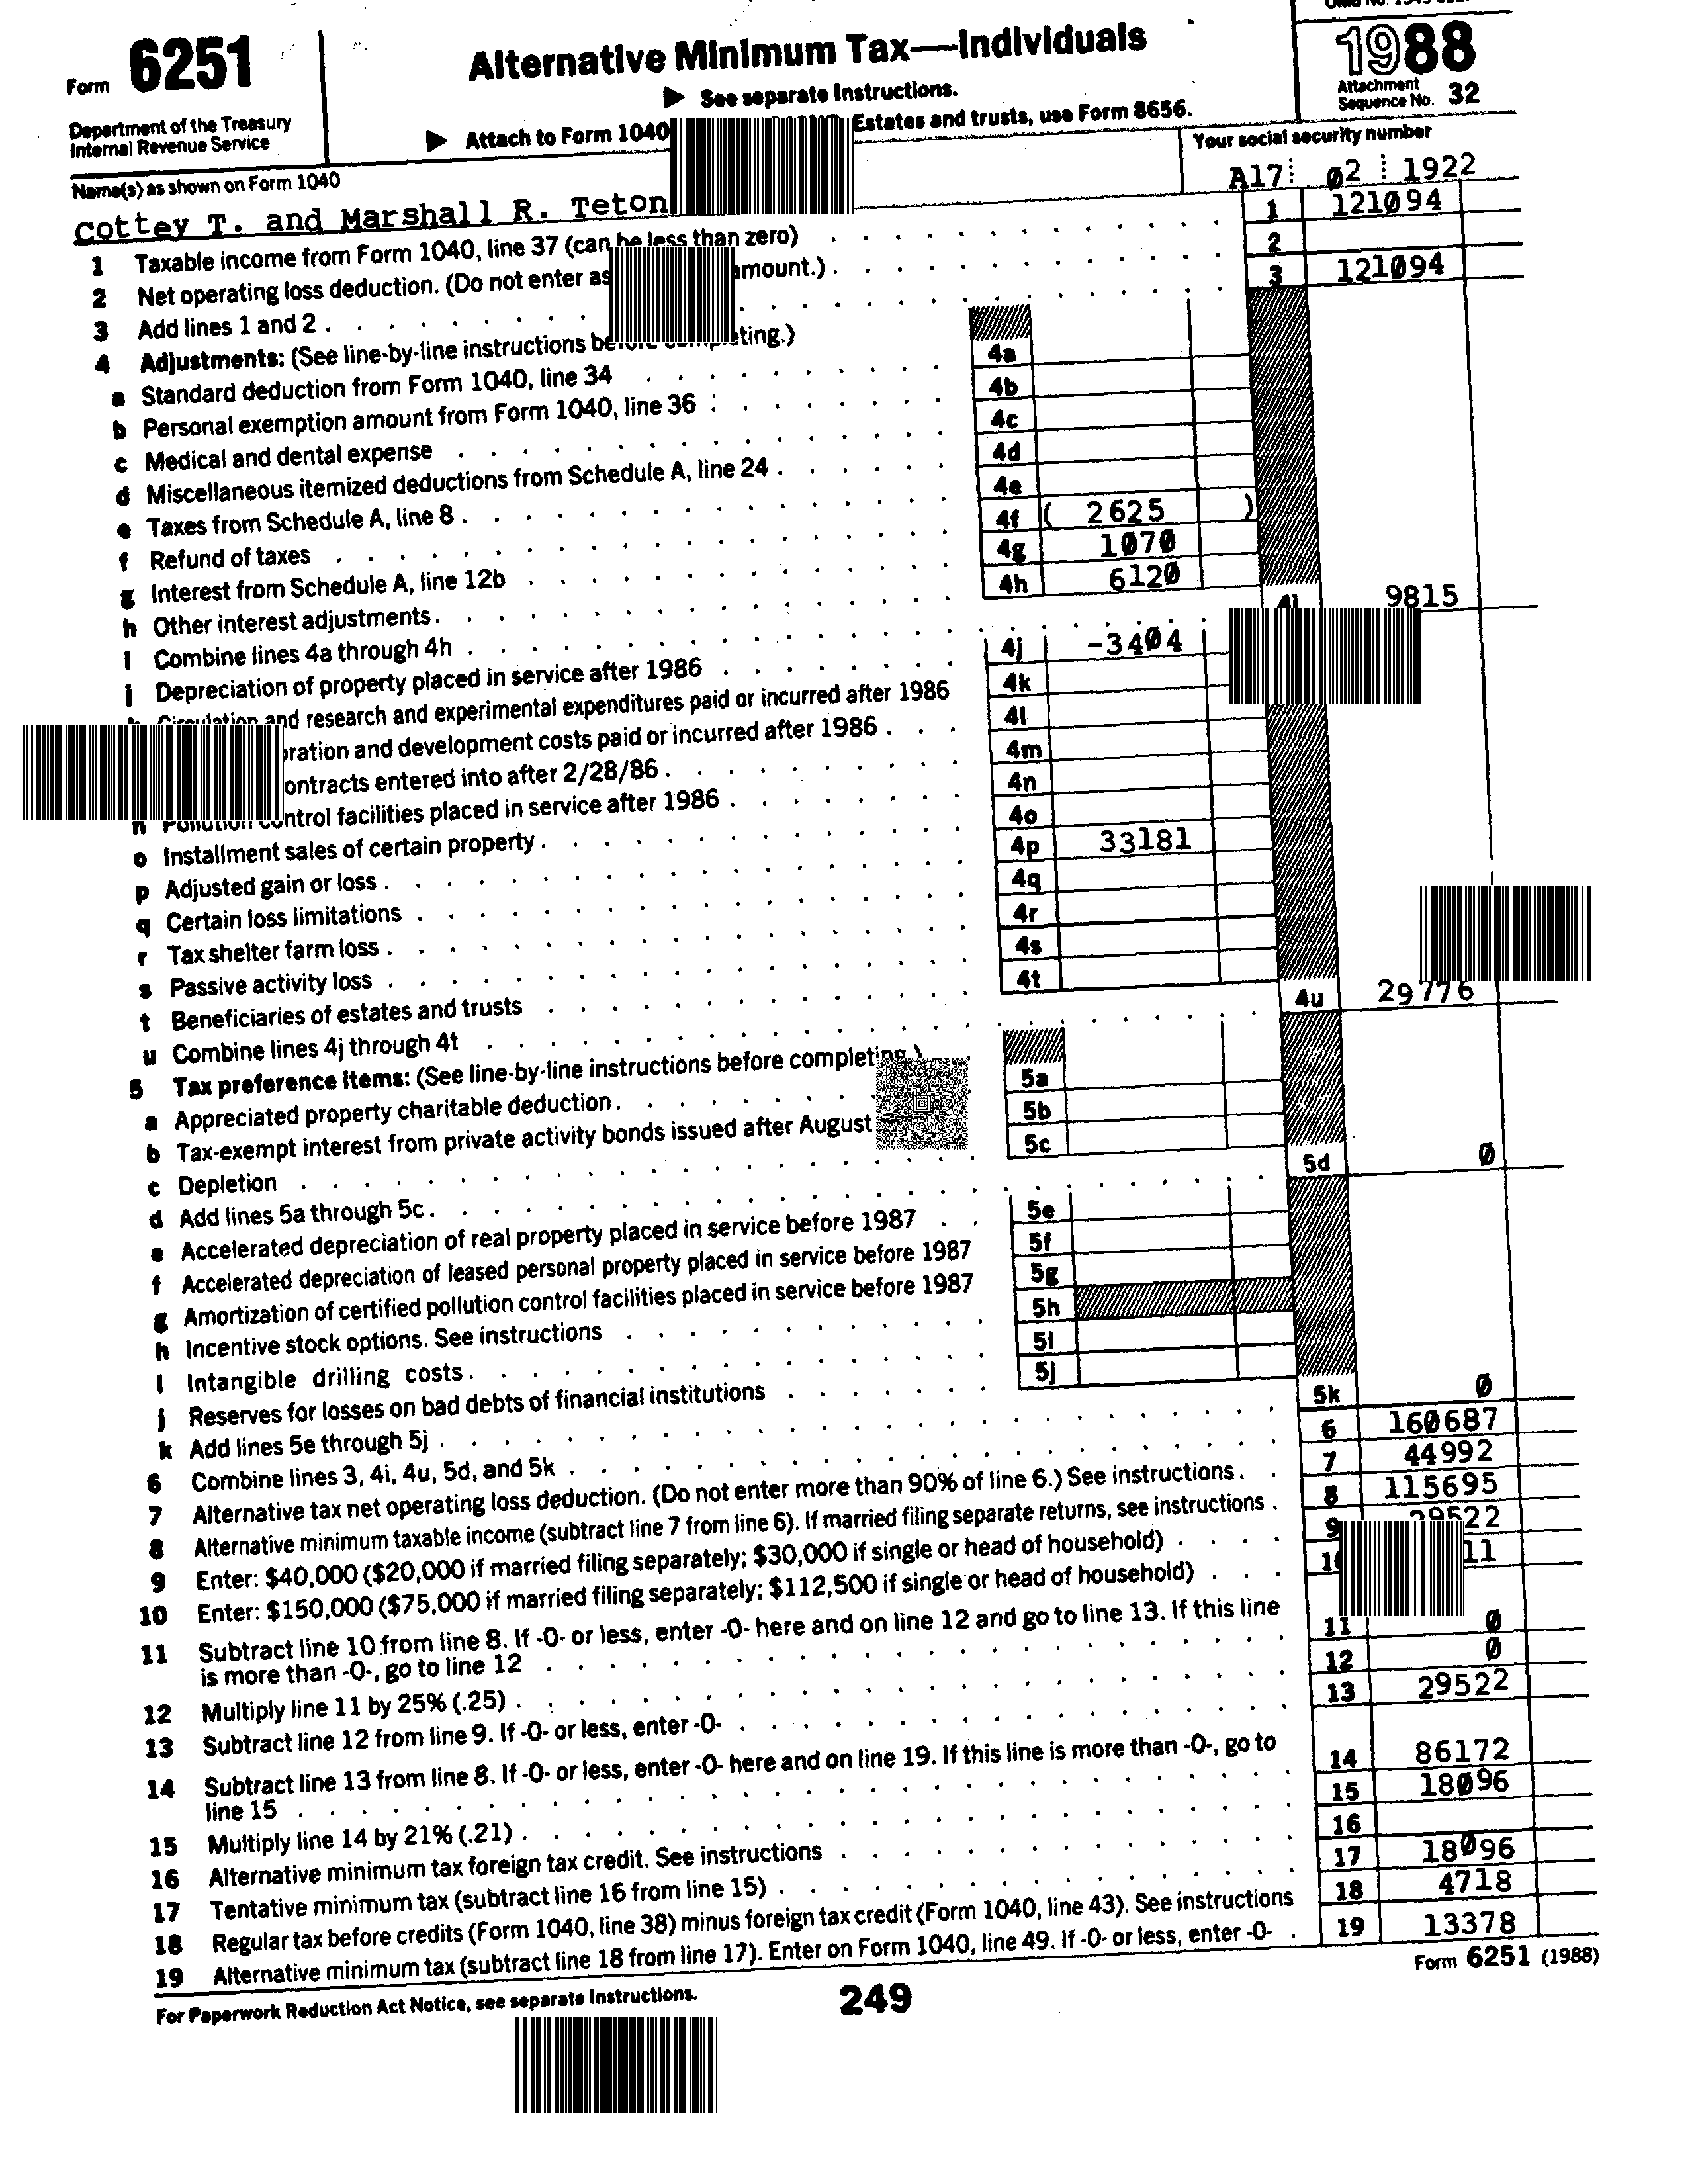 Form 6251
Department of the Treasury
Internal Revenue Service
Alternative Minimum Tax—Individuals
▶ See separate Instructions.
▶ Attach to Form 1040 Estates and trusts, use Form 8656.
1988
Attachment
Sequence No. 32
Name(s) as shown on Form 1040
Your social security number
Cottey T. and Marshall R. Teton
A17 02 1922
1 Taxable income from Form 1040, line 37 (can be less than zero) 1 121094
2 Net operating loss deduction. (Do not enter as amount.) 2
3 Add lines 1 and 2 3 121094
4 Adjustments: (See line-by-line instructions before completing.)
a Standard deduction from Form 1040, line 34 4a
b Personal exemption amount from Form 1040, line 36 4b
c Medical and dental expense 4c
d Miscellaneous itemized deductions from Schedule A, line 24 4d
e Taxes from Schedule A, line 8 4e
f Refund of taxes 4f ( 2625 )
g Interest from Schedule A, line 12b 4g 1070
h Other interest adjustments 4h 6120
i Combine lines 4a through 4h 4i 9815
j Depreciation of property placed in service after 1986 4j -3404
Circulation and research and experimental expenditures paid or incurred after 1986 4k
and development costs paid or incurred after 1986 4l
entered into after 2/28/86 4m
n Pollution control facilities placed in service after 1986 4n
o Installment sales of certain property 4o
p Adjusted gain or loss 4p 33181
q Certain loss limitations 4q
r Tax shelter farm loss 4r
s Passive activity loss 4s
t Beneficiaries of estates and trusts 4t
u Combine lines 4j through 4t 4u 29776
5 Tax preference items: (See line-by-line instructions before completing.)
a Appreciated property charitable deduction 5a
b Tax-exempt interest from private activity bonds issued after August 5b
c Depletion 5c
d Add lines 5a through 5c 5d 0
e Accelerated depreciation of real property placed in service before 1987 5e
f Accelerated depreciation of leased personal property placed in service before 1987 5f
g Amortization of certified pollution control facilities placed in service before 1987 5g
h Incentive stock options. See instructions 5h
i Intangible drilling costs 5i
j Reserves for losses on bad debts of financial institutions 5j
k Add lines 5e through 5j 5k 0
6 Combine lines 3, 4i, 4u, 5d, and 5k 6 160687
7 Alternative tax net operating loss deduction. (Do not enter more than 90% of line 6.) See instructions 7 44992
8 Alternative minimum taxable income (subtract line 7 from line 6). If married filing separate returns, see instructions 8 115695
9 Enter: $40,000 ($20,000 if married filing separately; $30,000 if single or head of household) 9 29522
10 Enter: $150,000 ($75,000 if married filing separately; $112,500 if single or head of household) 10
11 Subtract line 10 from line 8. If -0- or less, enter -0- here and on line 12 and go to line 13. If this line
is more than -0-, go to line 12 11 0
12 Multiply line 11 by 25% (.25) 12 0
13 Subtract line 12 from line 9. If -0- or less, enter -0- 13 29522
14 Subtract line 13 from line 8. If -0- or less, enter -0- here and on line 19. If this line is more than -0-, go to
line 15 14 86172
15 Multiply line 14 by 21% (.21) 15 18096
16 Alternative minimum tax foreign tax credit. See instructions 16
17 Tentative minimum tax (subtract line 16 from line 15) 17 18096
18 Regular tax before credits (Form 1040, line 38) minus foreign tax credit (Form 1040, line 43). See instructions 18 4718
19 Alternative minimum tax (subtract line 18 from line 17). Enter on Form 1040, line 49. If -0- or less, enter -0- 19 13378
For Paperwork Reduction Act Notice, see separate Instructions.
249
Form 6251 (1988)